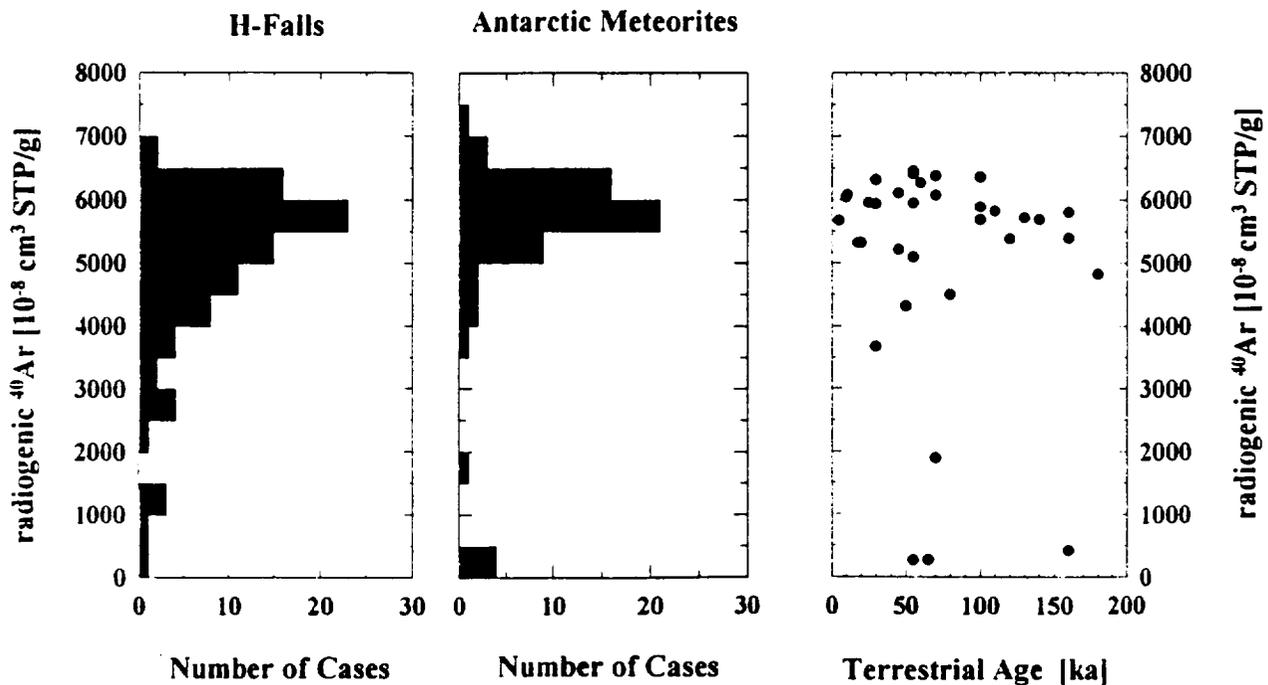 H-Falls
Antarctic Meteorites
radiogenic ⁴⁰Ar [10⁻⁸ cm³ STP/g]
8000
7000
6000
5000
4000
3000
2000
1000
0
0 10 20 30
Number of Cases
0 10 20 30
Number of Cases
0 50 100 150 200
Terrestrial Age [ka]
8000
7000
6000
5000
4000
3000
2000
1000
0
radiogenic ⁴⁰Ar [10⁻⁸ cm³ STP/g]